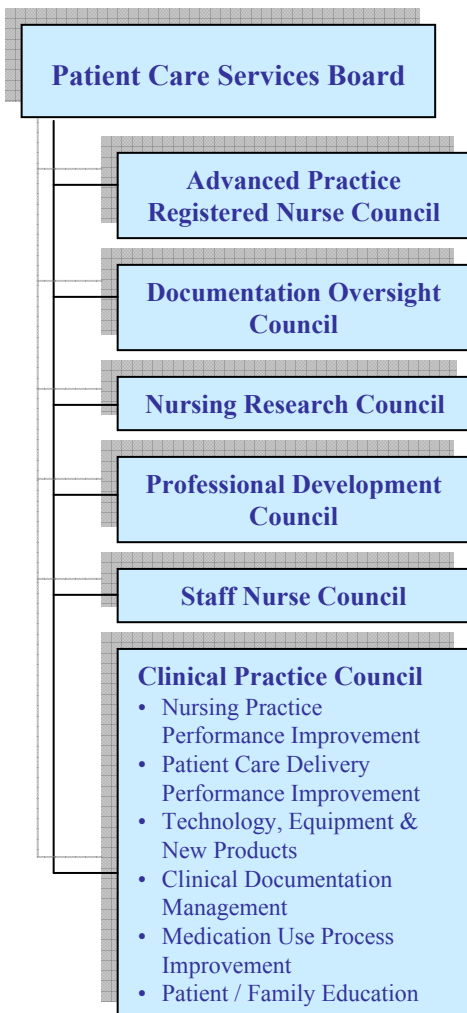 Patient Care Services Board
Advanced Practice
Registered Nurse Council
Documentation Oversight
Council
Nursing Research Council
Professional Development
Council
Staff Nurse Council
Clinical Practice Council
• Nursing Practice
Performance Improvement
• Patient Care Delivery
Performance Improvement
• Technology, Equipment &
New Products
• Clinical Documentation
Management
• Medication Use Process
Improvement
• Patient / Family Education